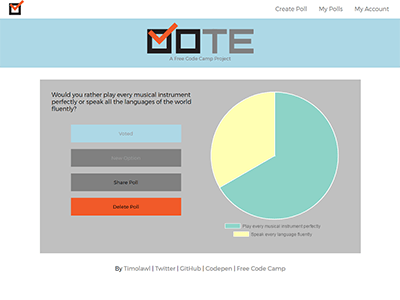 Create Poll My Polls My Account
VOTE
A Free Code Camp Project
Would you rather play every musical instrument
perfectly or speak all the languages of the world
fluently?
Voted
New Option
Share Poll
Delete Poll
Play every musical instrument perfectly
Speak every language fluently
By Timolawl | Twitter | GitHub | Codepen | Free Code Camp